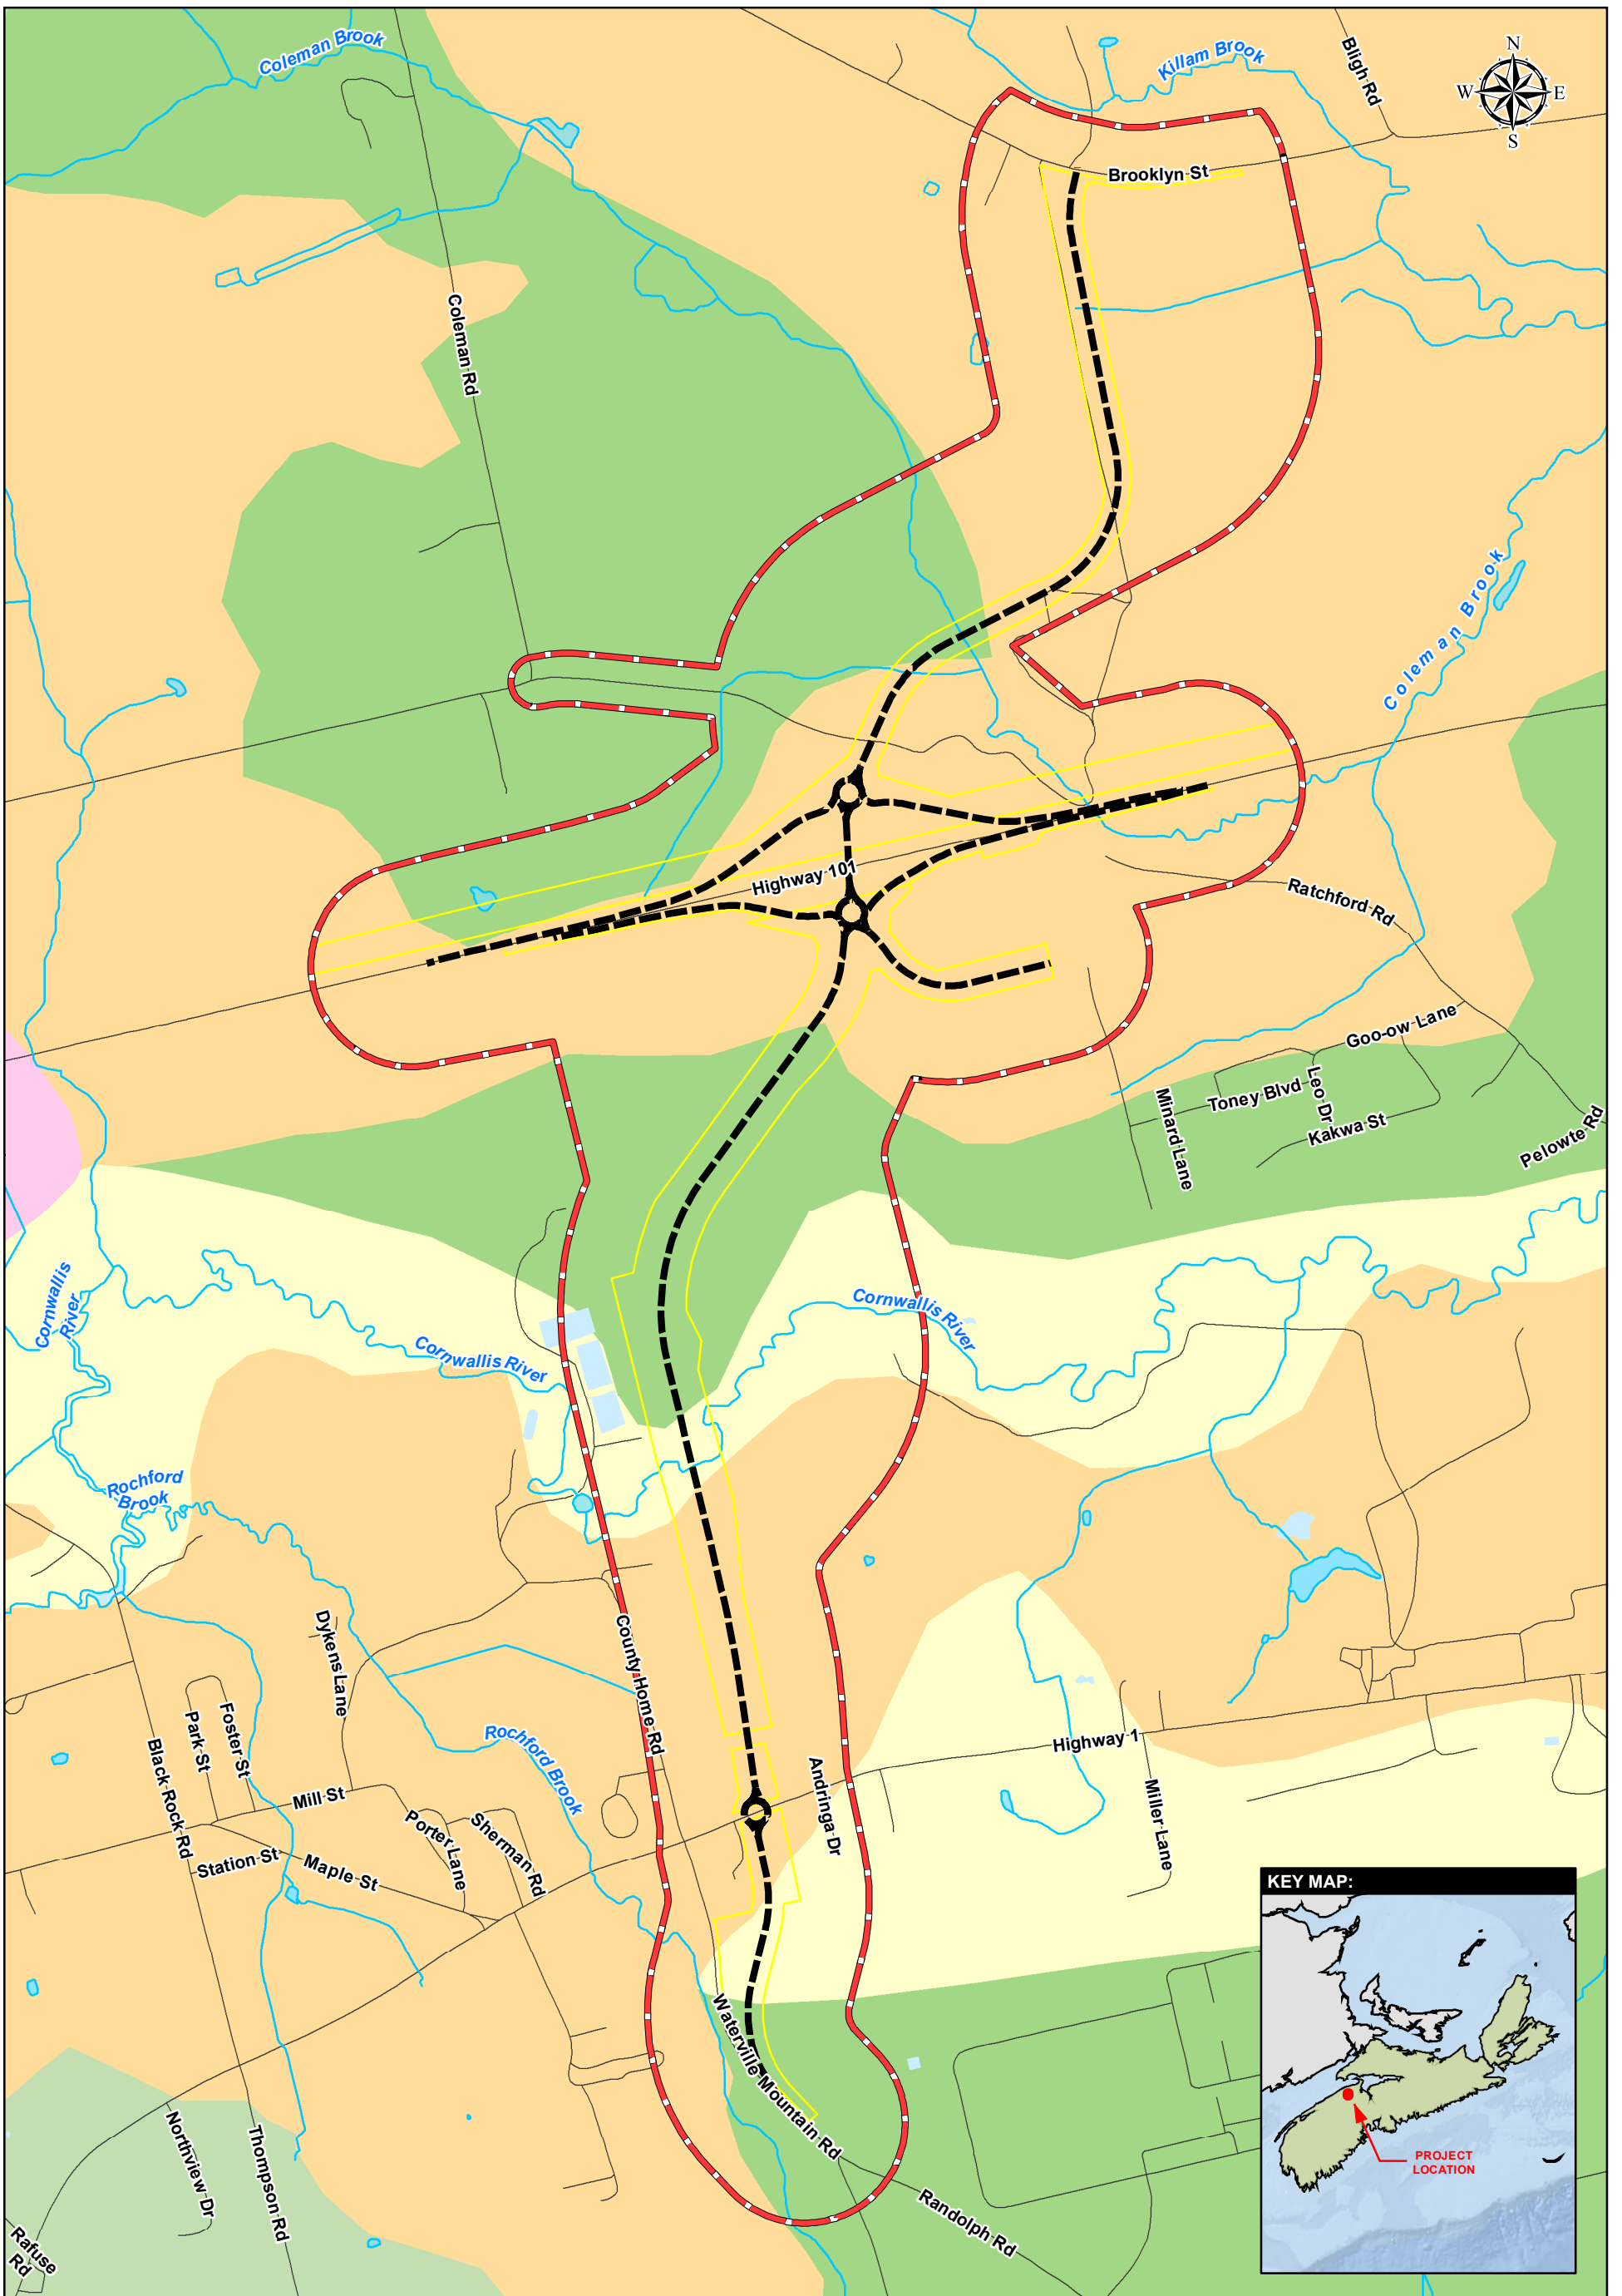 Coleman Brook
Killam Brook
Bligh Rd
N
W
E
S
Brooklyn St
Coleman Rd
Coleman Brook
Highway 101
Ratchford Rd
Goo-ow Lane
Toney Blvd
Leo Dr
Kakwa St
Minard Lane
Pelowte Rd
Cornwallis
River
Cornwallis River
Cornwallis River
Rochford
Brook
Dykens Lane
County Home Rd
Foster St
Park St
Black Rock Rd
Mill St
Rochford Brook
Porter Lane
Sherman Rd
Station St
Maple St
Andringa Dr
Highway 1
Miller Lane
Waterville Mountain Rd
Randolph Rd
Northview Dr
Thompson Rd
Rafuse
Rd
KEY MAP:
PROJECT
LOCATION